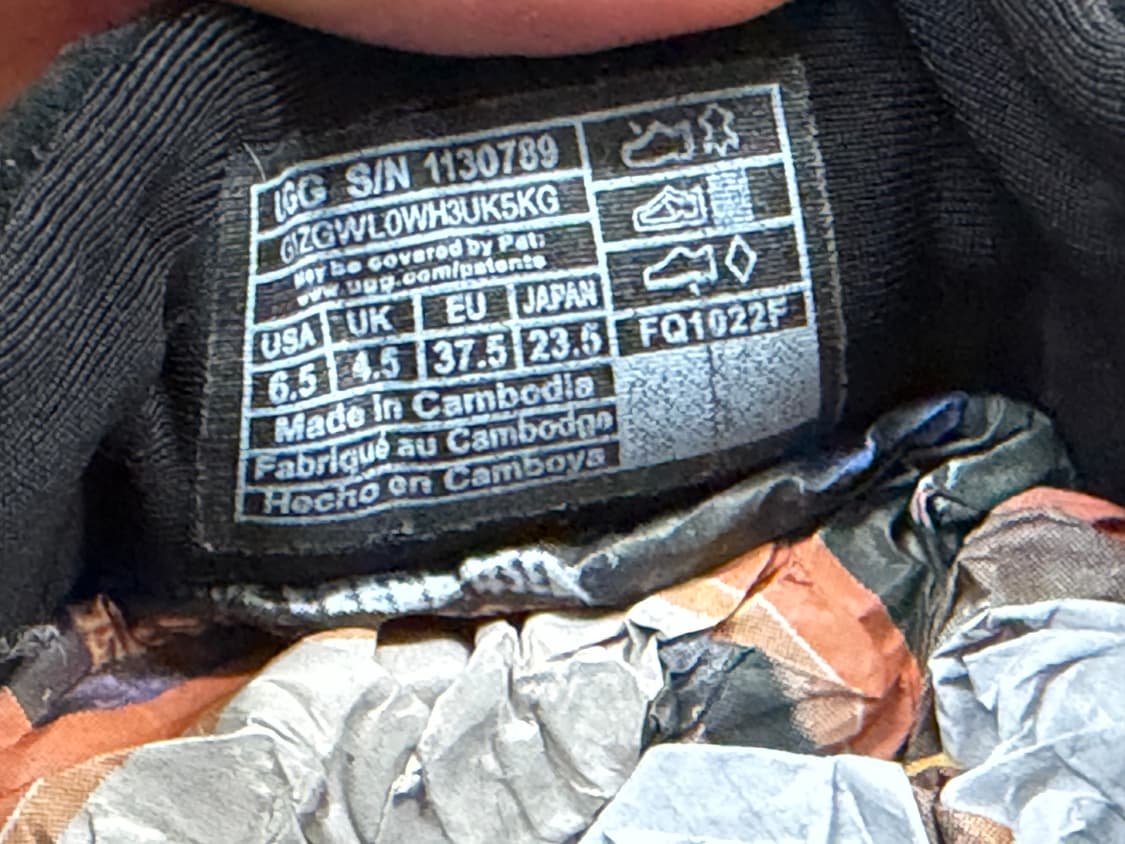 UGG S/N 1130789
GIZGWL0WH3UK5KG
May be covered by Pat:
www.ugg.com/patents
USA UK EU JAPAN
6.5 4.5 37.5 23.5
Made in Cambodia
Fabriqué au Cambodge
Hecho en Camboya
FQ1022F